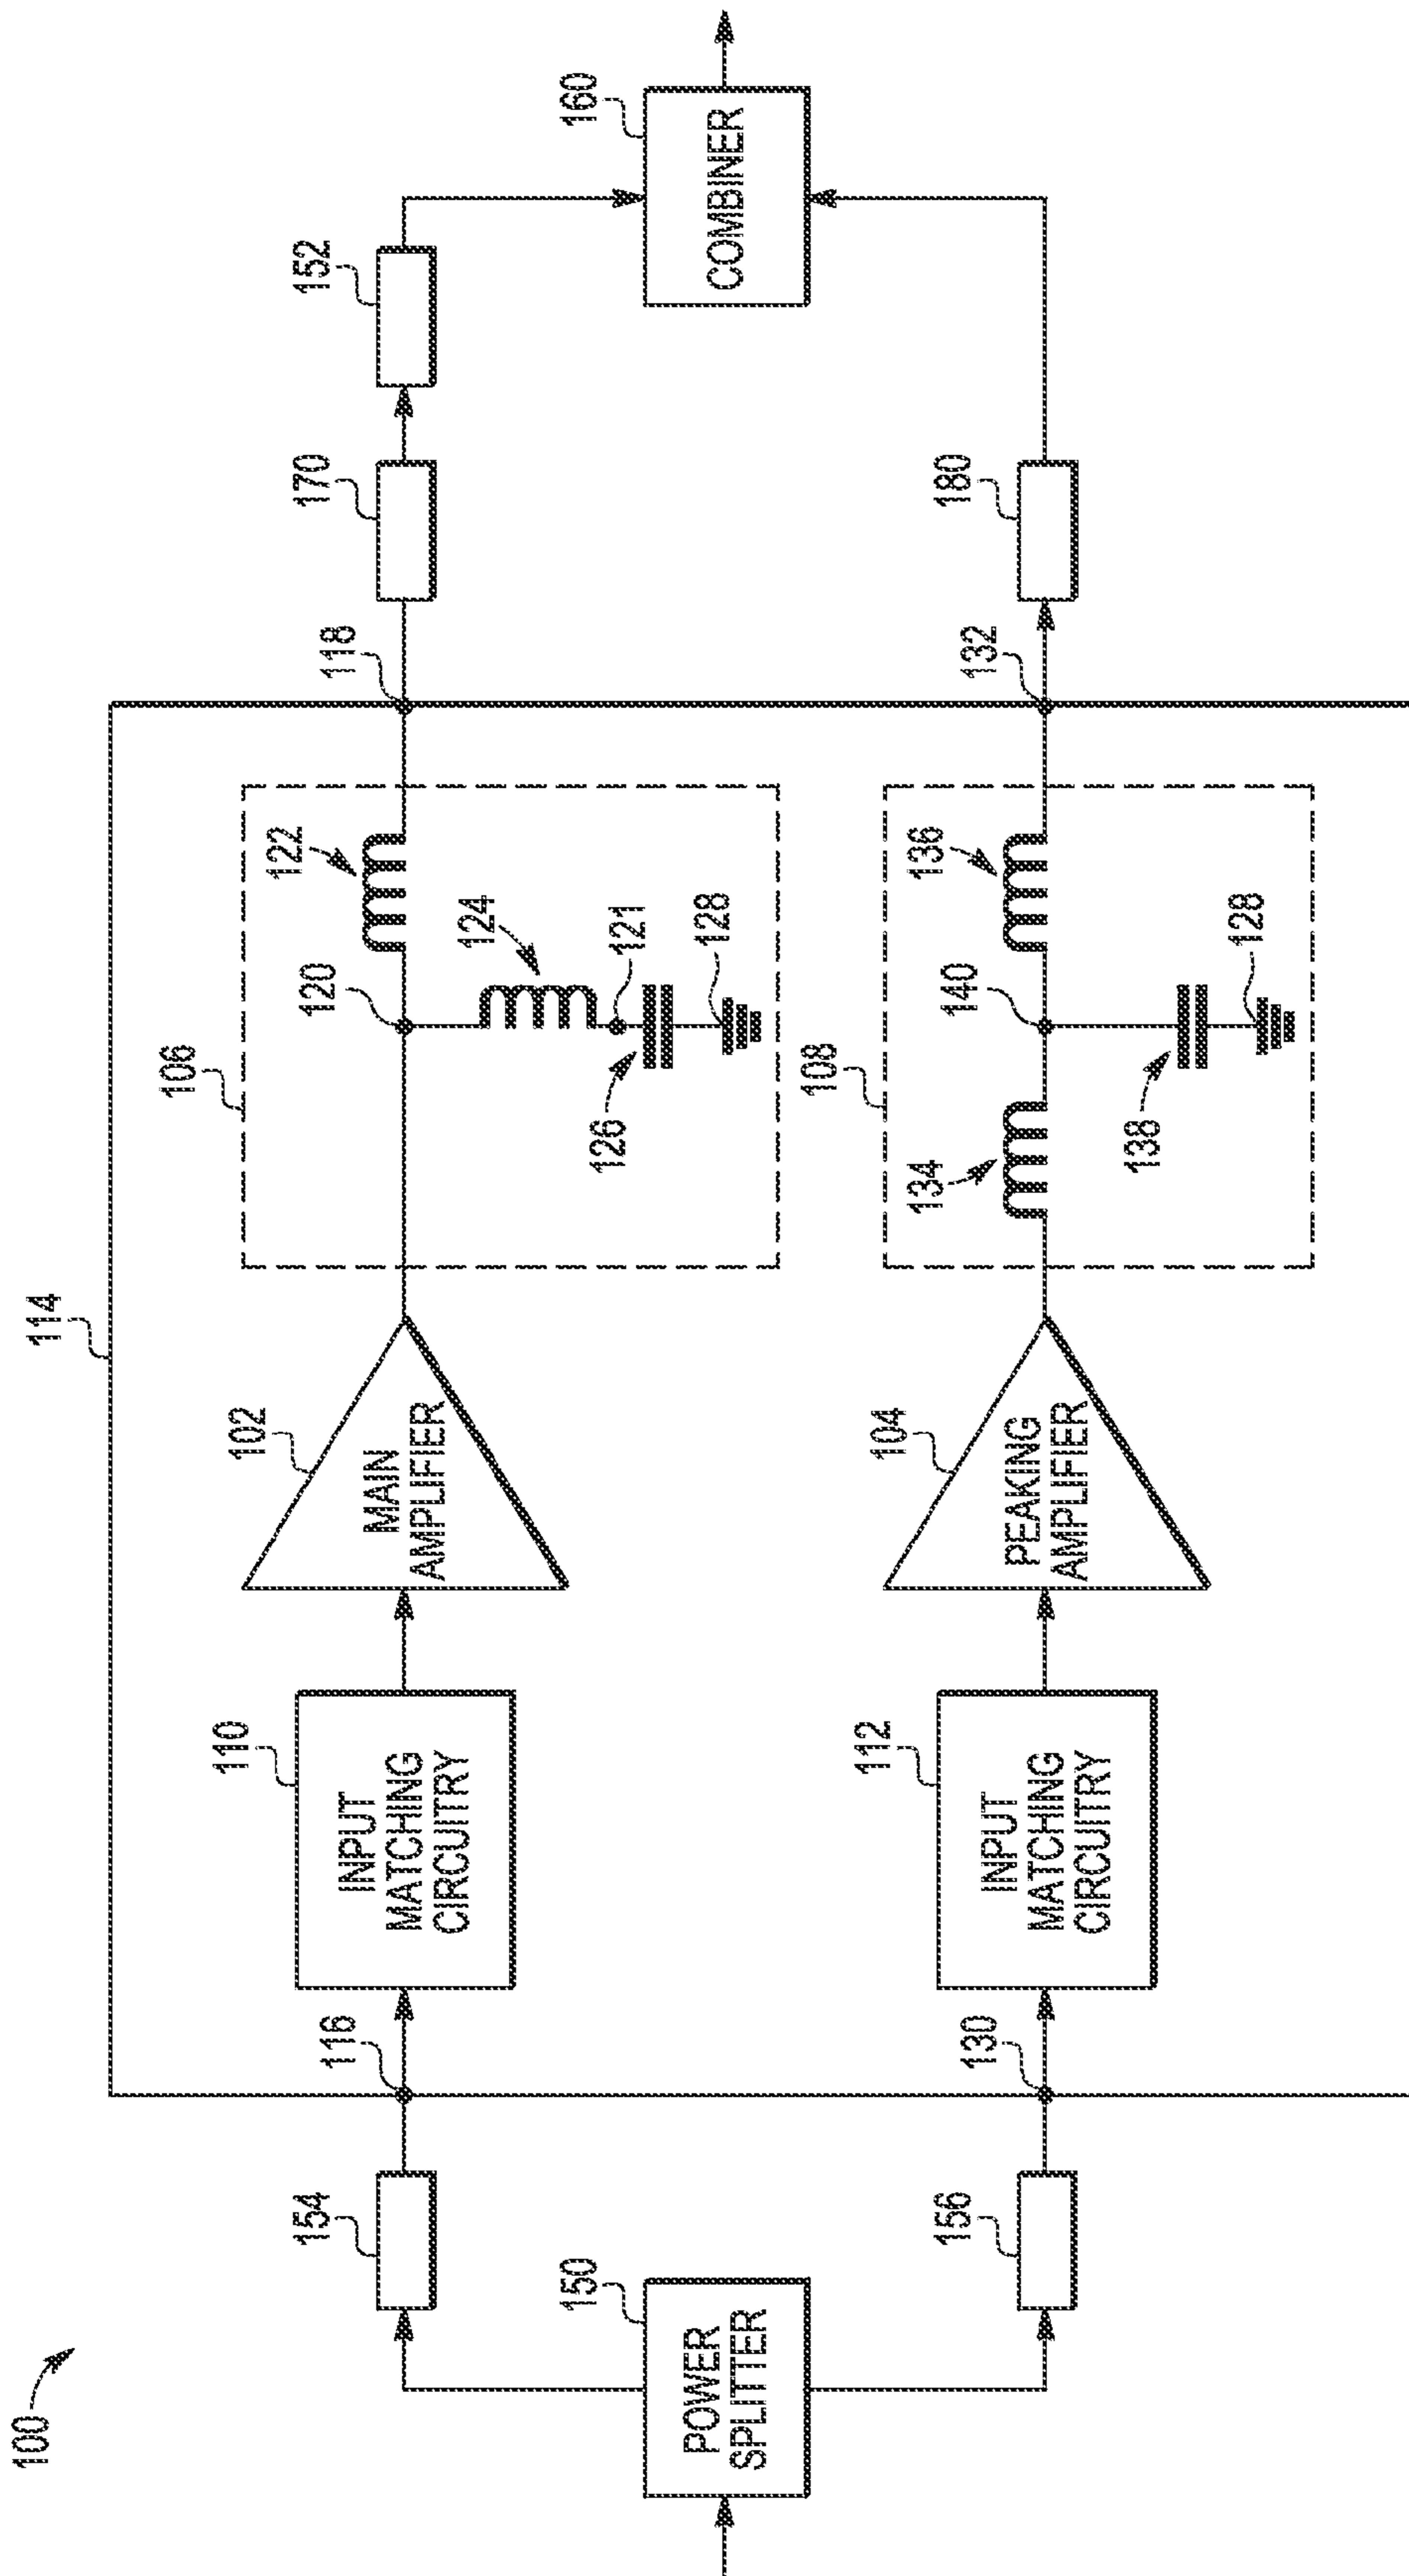 100
114
150
POWER
SPLITTER
154
116
110
INPUT
MATCHING
CIRCUITRY
102
MAIN
AMPLIFIER
106
120
122
124
121
126
128
118
170
152
160
COMBINER
156
130
112
INPUT
MATCHING
CIRCUITRY
104
PEAKING
AMPLIFIER
108
134
140
136
138
128
132
180